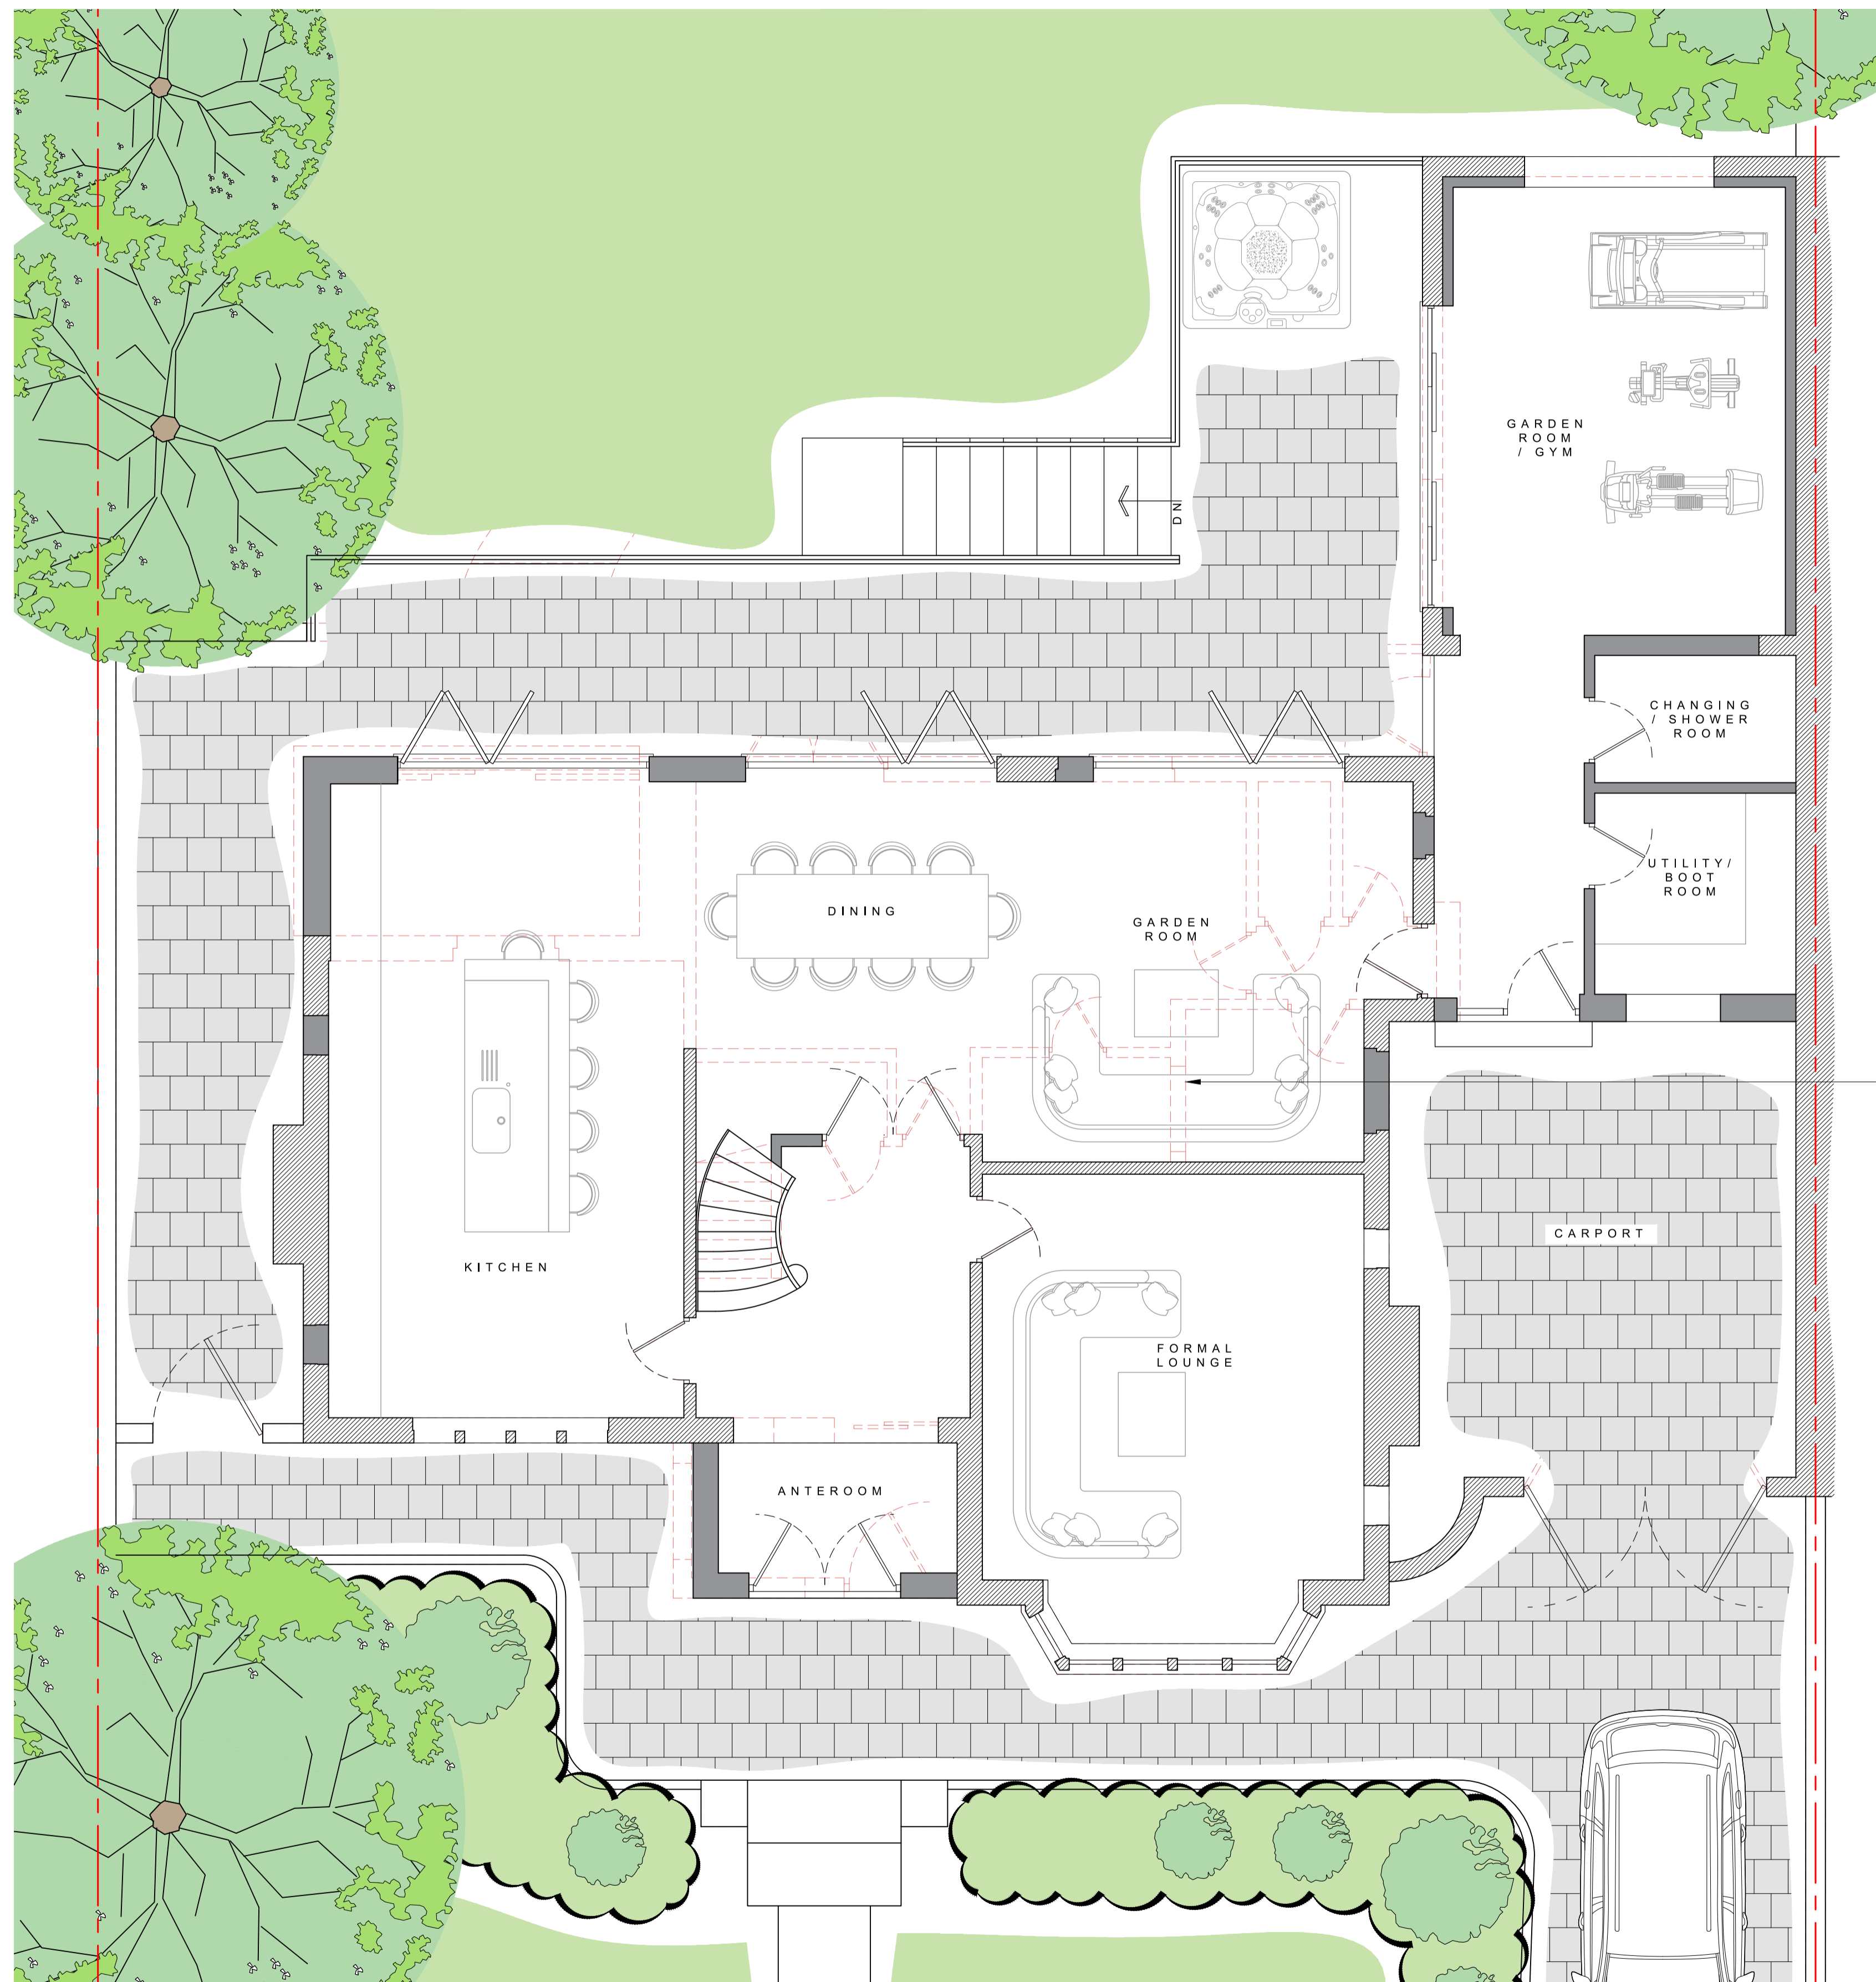 GARDEN
ROOM
/ GYM
DN
CHANGING
/ SHOWER
ROOM
UTILITY/
BOOT
ROOM
DINING
GARDEN
ROOM
CARPORT
KITCHEN
FORMAL
LOUNGE
ANTEROOM